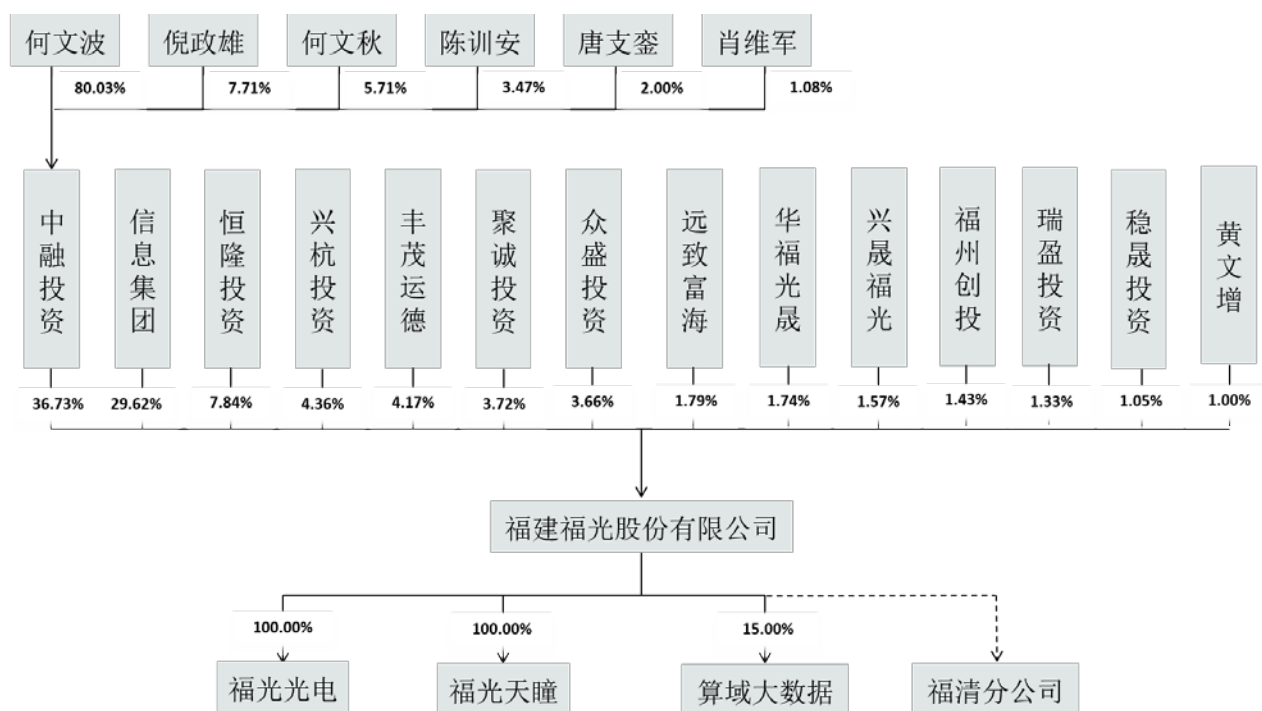 何文波 倪政雄 何文秋 陈训安 唐支銮 肖维军
80.03% 7.71% 5.71% 3.47% 2.00% 1.08%
中融投资
信息集团
恒隆投资
兴杭投资
丰茂运德
聚诚投资
众盛投资
远致富海
华福光晟
兴晟福光
福州创投
瑞盈投资
稳晟投资
黄文增
36.73% 29.62% 7.84% 4.36% 4.17% 3.72% 3.66% 1.79% 1.74% 1.57% 1.43% 1.33% 1.05% 1.00%
福建福光股份有限公司
100.00% 100.00% 15.00%
福光光电 福光天瞳 算域大数据 福清分公司